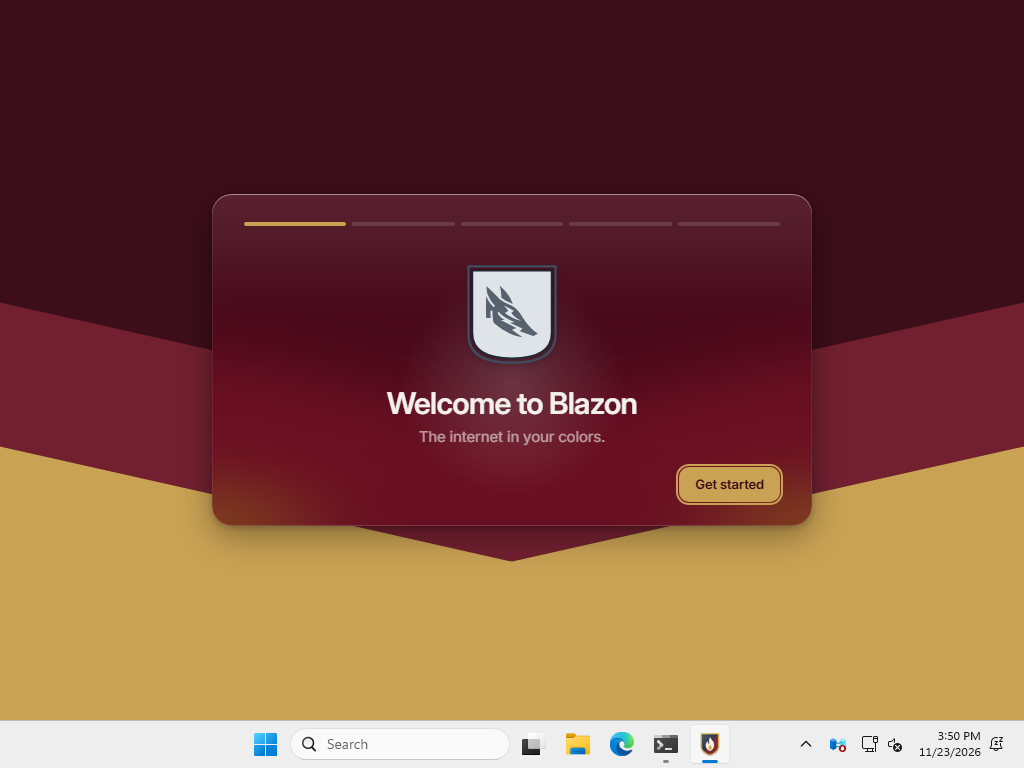 Welcome to Blazon
The internet in your colors.
Get started
Search
3:50 PM
11/23/2026